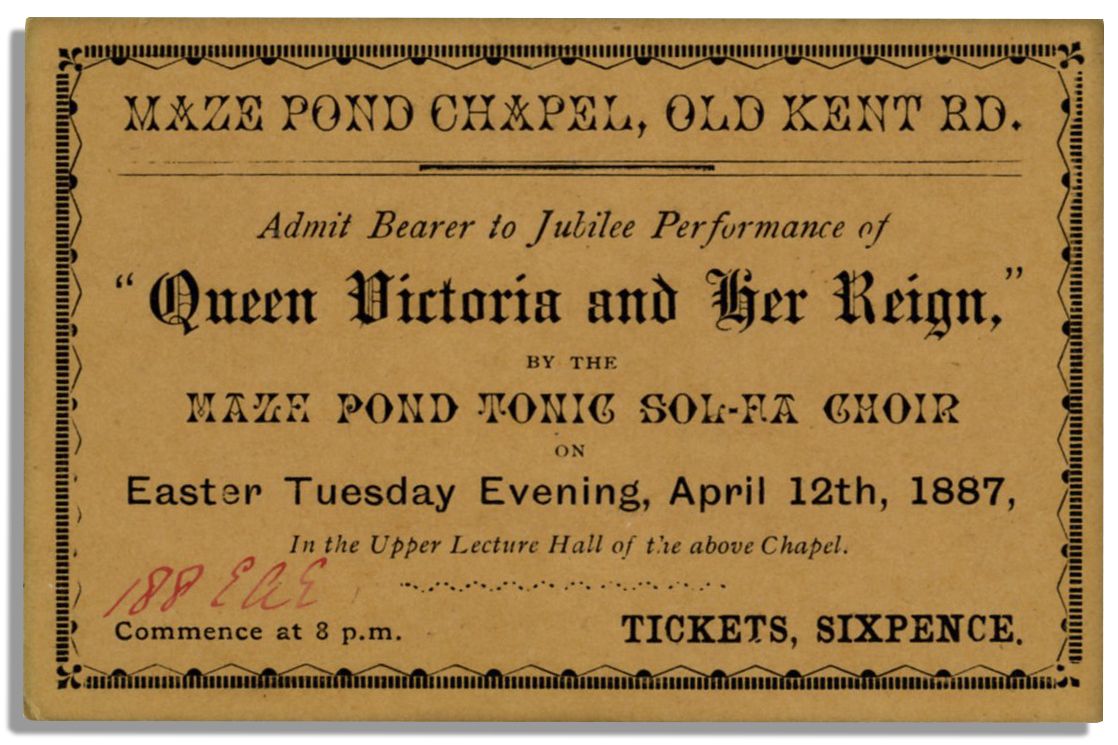 MAZE POND CHAPEL, OLD KENT RD.
Admit Bearer to Jubilee Performance of
“Queen Victoria and Her Reign,”
BY THE
MAZE POND TONIC SOL-FA CHOIR
ON
Easter Tuesday Evening, April 12th, 1887,
In the Upper Lecture Hall of the above Chapel.
188 EAE
Commence at 8 p.m.
TICKETS, SIXPENCE.